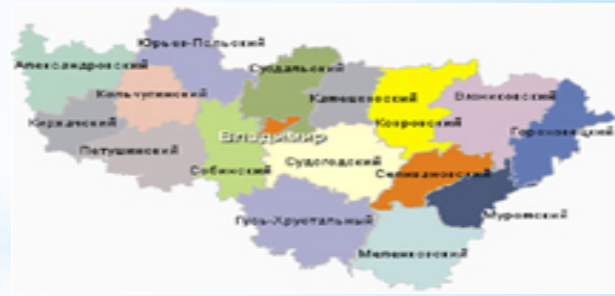 Юрьев-Польский
Александровский
Суздальский
Кольчугинский
Камешковский
Вязниковский
Киржачский
Ковровский
Гороховецкий
Владимир
Петушинский
Судогодский
Собинский
Селивановский
Муромский
Гусь-Хрустальный
Меленковский